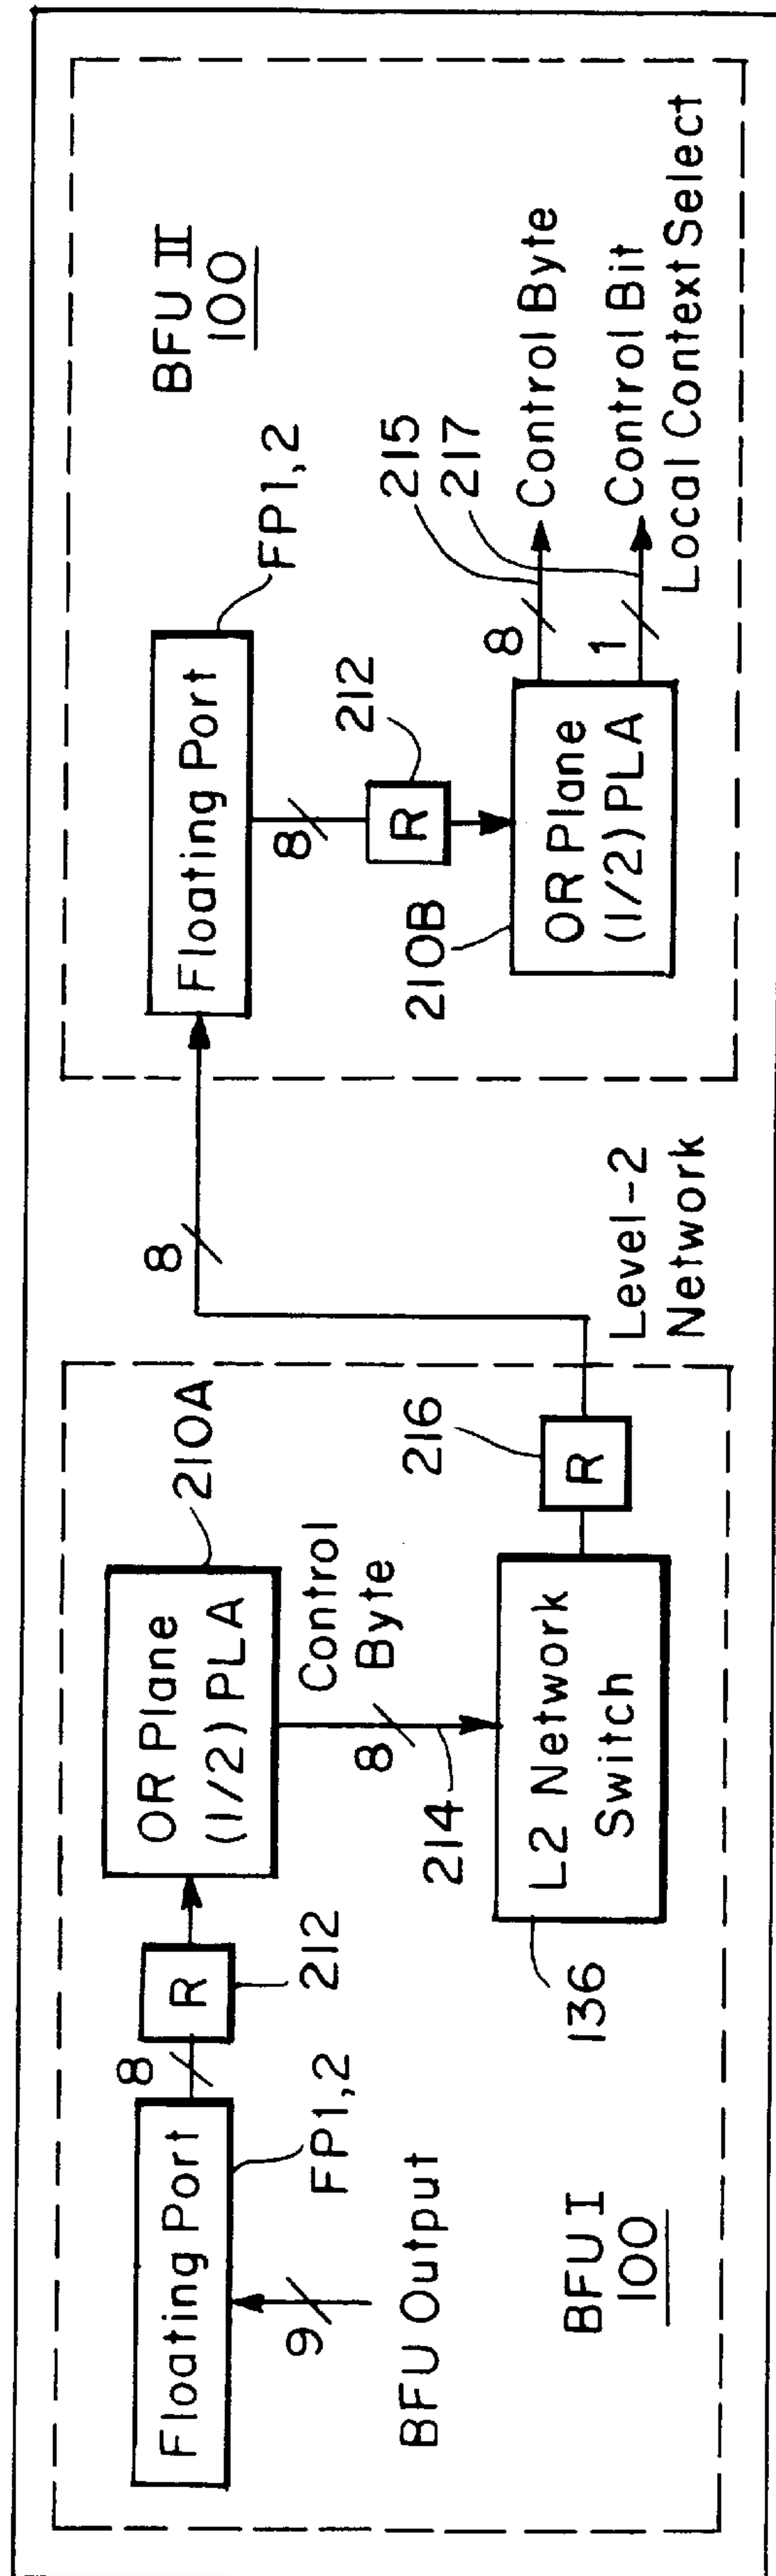 Floating Port
FP1,2
9
BFU Output
8
R
212
OR Plane
(1/2) PLA
210A
Control
Byte
8
214
L2 Network
Switch
136
R
216
BFU I
100
Level-2
Network
8
Floating Port
FP1,2
8
R
212
OR Plane
(1/2) PLA
210B
8
1
215
217
Control Byte
Control Bit
Local Context Select
BFU III
100